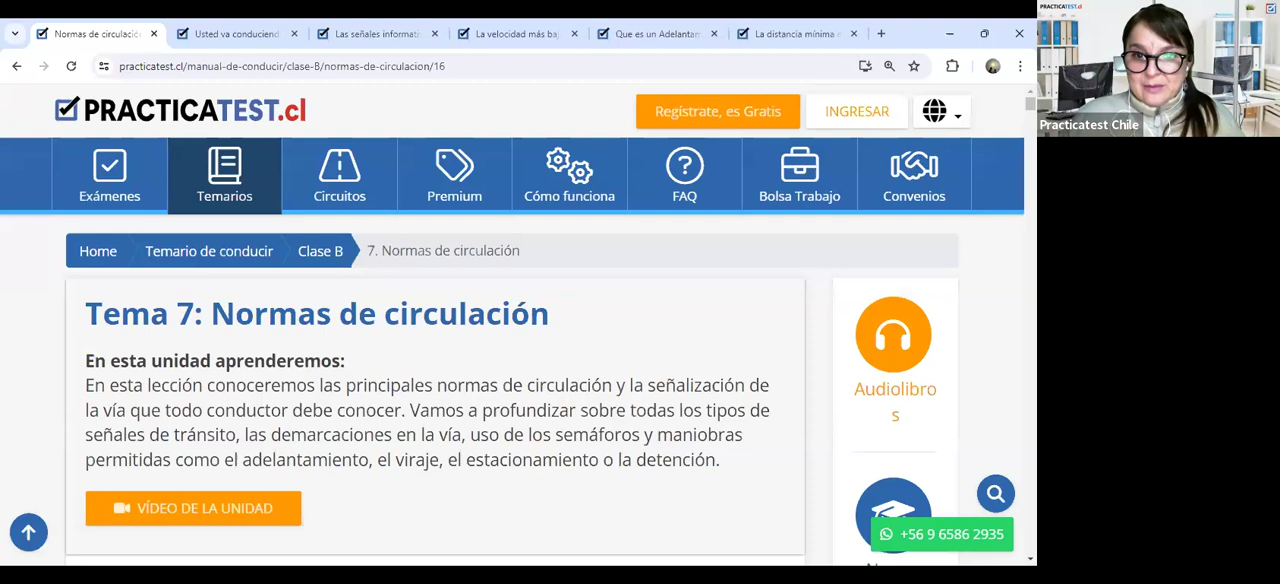 Normas de circulació
Usted va conduciend
Las señales informati
La velocidad más ba
Que es un Adelantan
La distancia mínima e
practicatest.cl/manual-de-conducir/clase-B/normas-de-circulacion/16
PRACTICATEST.cl
PRACTICATEST.cl
Regístrate, es Gratis
INGRESAR
Practicatest Chile
Exámenes
Temarios
Circuitos
Premium
Cómo funciona
FAQ
Bolsa Trabajo
Convenios
Home
Temario de conducir
Clase B
7. Normas de circulación
Tema 7: Normas de circulación
En esta unidad aprenderemos:
En esta lección conoceremos las principales normas de circulación y la señalización de
la vía que todo conductor debe conocer. Vamos a profundizar sobre todas los tipos de
señales de tránsito, las demarcaciones en la vía, uso de los semáforos y maniobras
permitidas como el adelantamiento, el viraje, el estacionamiento o la detención.
VÍDEO DE LA UNIDAD
Audiolibro
s
+56 9 6586 2935